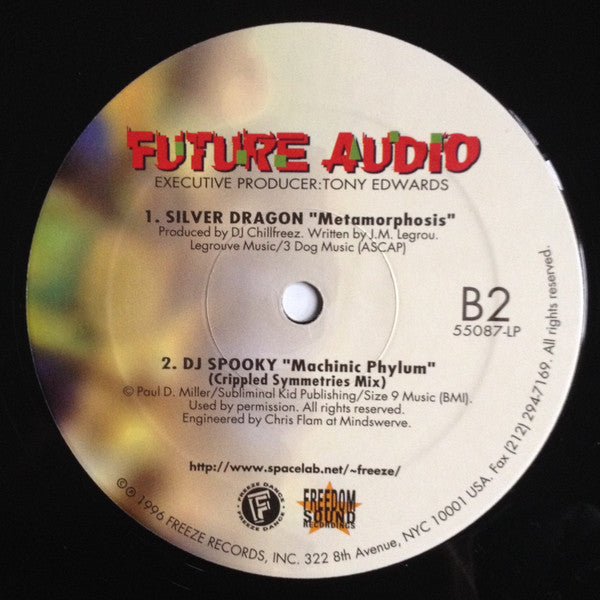 FUTURE AUDIO
EXECUTIVE PRODUCER:TONY EDWARDS
1. SILVER DRAGON "Metamorphosis"
Produced by DJ Chillfreez. Written by J.M. Legrou.
Legrouve Music/3 Dog Music (ASCAP)
B2
55087-LP
2. DJ SPOOKY "Machinic Phylum"
(Crippled Symmetries Mix)
© Paul D. Miller/Subliminal Kid Publishing/Size 9 Music (BMI).
Used by permission. All rights reserved.
Engineered by Chris Flam at Mindswerve.
http://www.spacelab.net/~freeze/
FREEZE DANCE
F
FREEZE DANCE
FREEDOM
SOUND
RECORDINGS
©℗ 1996 FREEZE RECORDS, INC. 322 8th Avenue, NYC 10001 USA. Fax (212) 294-7169. All rights reserved.